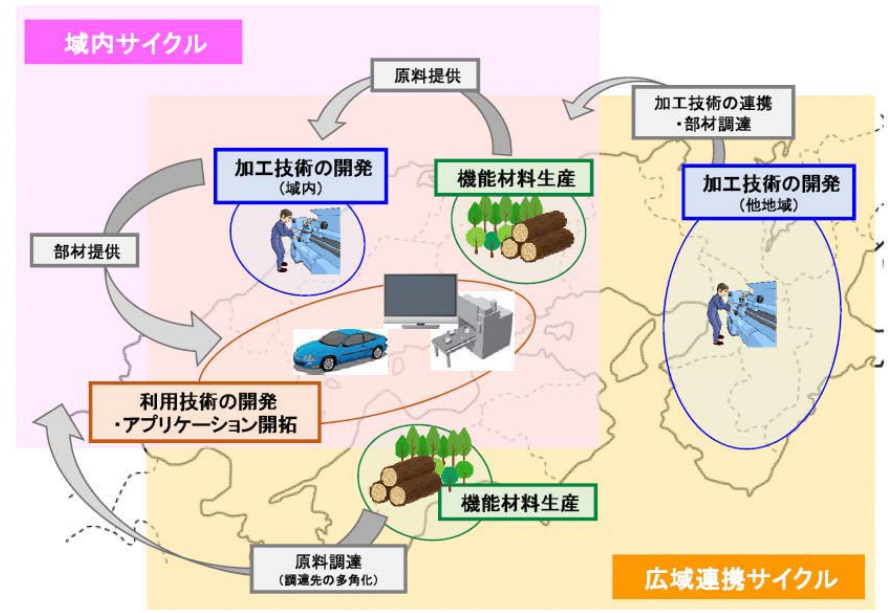 域内サイクル
原料提供
加工技術の連携
・部材調達
加工技術の開発
（域内）
機能材料生産
加工技術の開発
（他地域）
部材提供
利用技術の開発
・アプリケーション開拓
機能材料生産
原料調達
（調達先の多角化）
広域連携サイクル